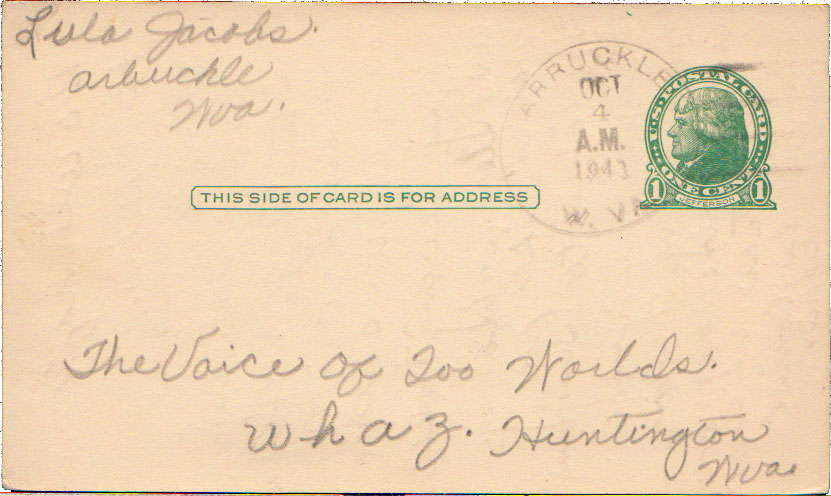 Lula Jacobs.
arbuckle
Wva.
ARBUCKLE
OCT
4
A.M.
1943
W. VA
U.S. POSTAL CARD
1 ONE CENT 1
JEFFERSON
THIS SIDE OF CARD IS FOR ADDRESS
The Voice of Too Worlds.
whaz. Huntington
Wva.